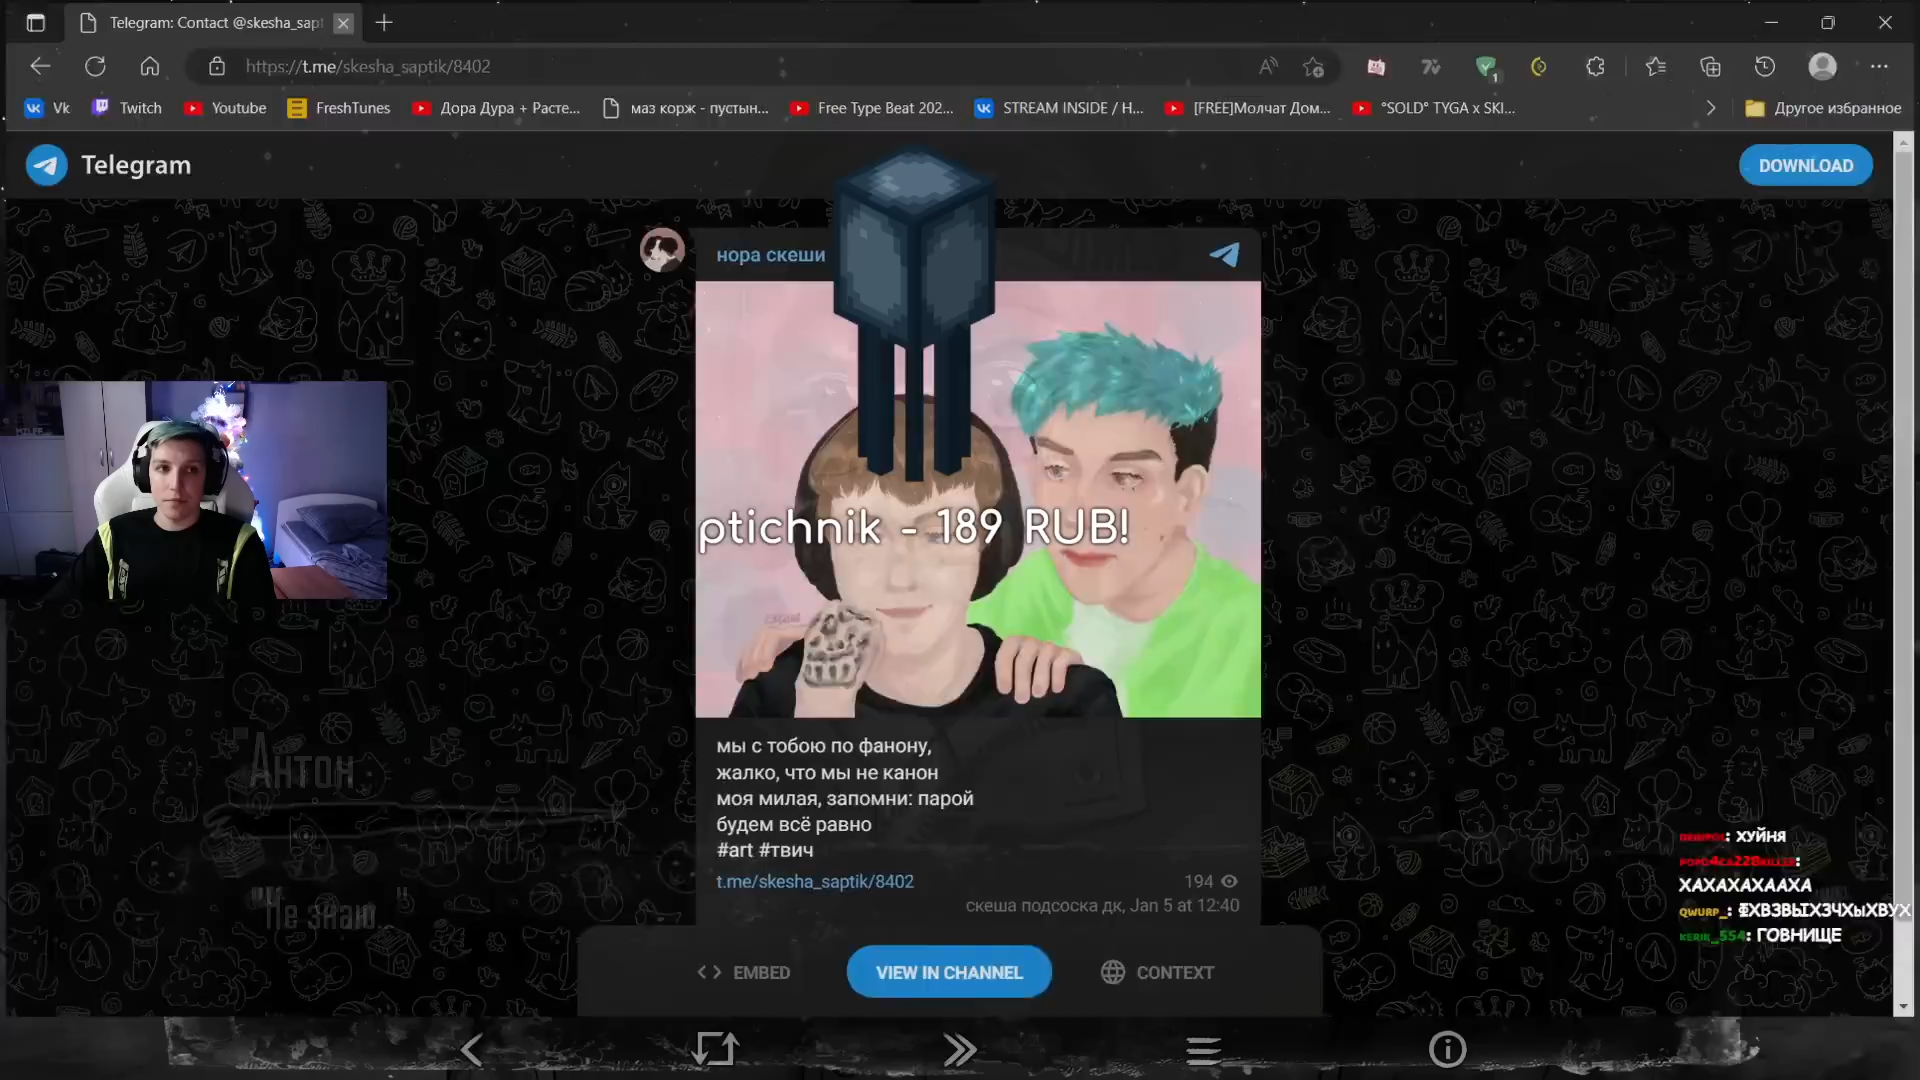 Telegram: Contact @skesha_sapt
https://t.me/skesha_saptik/8402
Vk
Twitch
Youtube
FreshTunes
Дора Дура + Расте...
маз корж - пустын...
Free Type Beat 202...
STREAM INSIDE / Н...
[FREE]Молчат Дом...
°SOLD° TYGA x SKI...
Другое избранное
Telegram
DOWNLOAD
нора скеши
ptichnik - 189 RUB!
мы с тобою по фанону,
жалко, что мы не канон
моя милая, запомни: парой
будем всё равно
#art #твич
t.me/skesha_saptik/8402
194
скеша подсоска дк, Jan 5 at 12:40
EMBED
VIEW IN CHANNEL
CONTEXT
"Антон
"Не знаю..."
: ХУЙНЯ
popo4ca228killer:
ХАХАХАХААХА
qwurp_: ФХВЗВЫХЗЧХыХВУХ
kerik_554: ГОВНИЩЕ